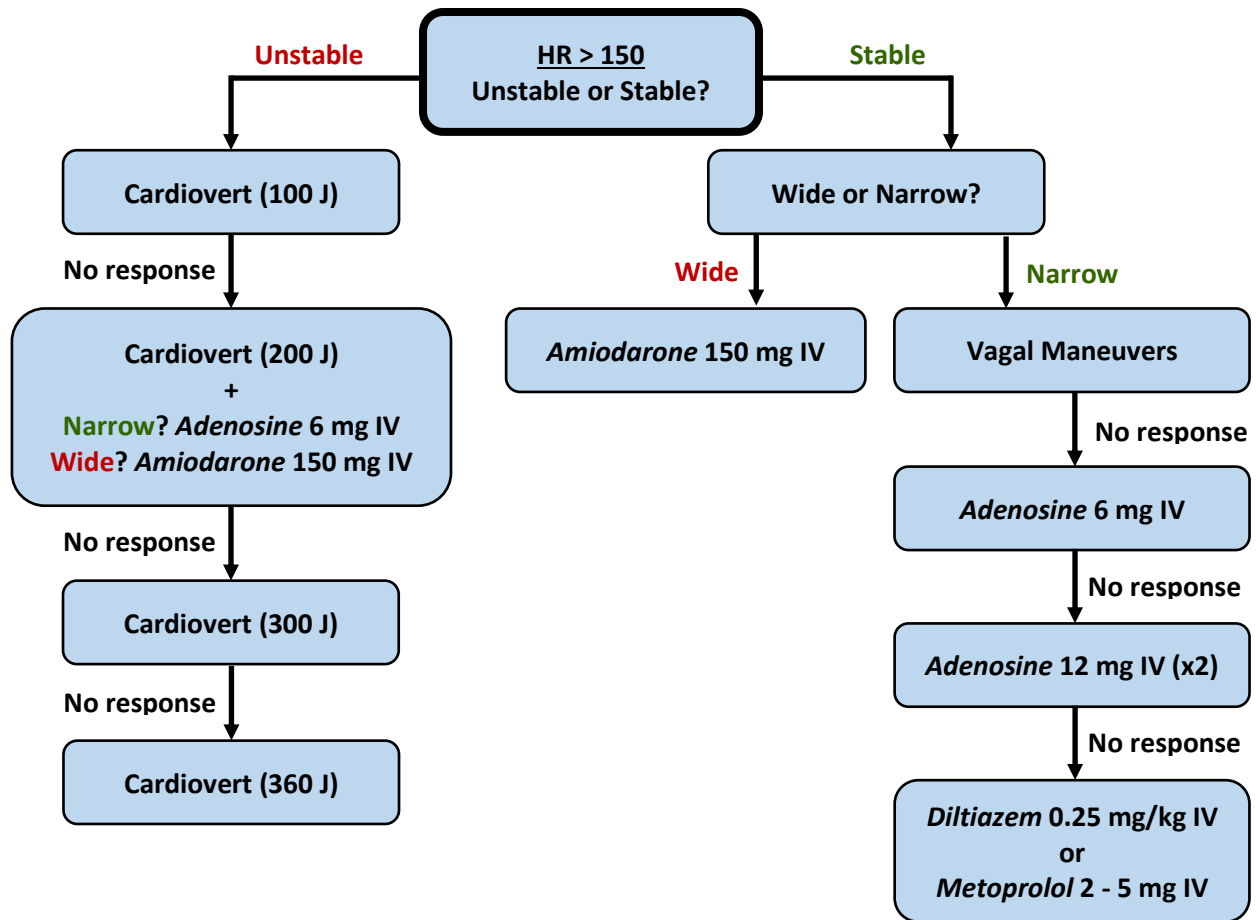 HR > 150
Unstable or Stable?
Unstable
Stable
Cardiovert (100 J)
No response
Cardiovert (200 J)
+
Narrow? Adenosine 6 mg IV
Wide? Amiodarone 150 mg IV
No response
Cardiovert (300 J)
No response
Cardiovert (360 J)
Wide or Narrow?
Wide
Amiodarone 150 mg IV
Narrow
Vagal Maneuvers
No response
Adenosine 6 mg IV
No response
Adenosine 12 mg IV (x2)
No response
Diltiazem 0.25 mg/kg IV
or
Metoprolol 2 - 5 mg IV